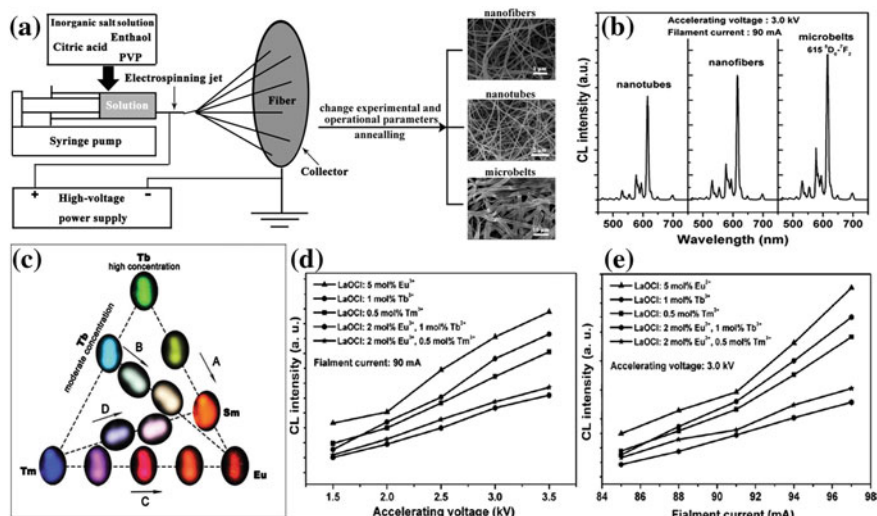 (a)
Inorganic salt solution
Citric acid Enthaol
PVP
Electrospinning jet
Solution
Syringe pump
+ High-voltage −
power supply
Fiber
Collector
change experimental and
operational parameters
annealling
nanofibers
nanotubes
microbelts
(b)
Accelerating voltage : 3.0 kV
Filament current : 90 mA
microbelts
615 ⁵D₀-⁷F₂
nanotubes
nanofibers
CL intensity (a.u.)
500 600 700 500 600 700 500 600 700
Wavelength (nm)
(c)
Tb
high concentration
Tb
moderate concentration
B
A
D
Sm
Tm
Eu
C
(d)
LaOCl: 5 mol% Eu³⁺
LaOCl: 1 mol% Tb³⁺
LaOCl: 0.5 mol% Tm³⁺
LaOCl: 2 mol% Eu³⁺, 1 mol% Tb³⁺
LaOCl: 2 mol% Eu³⁺, 0.5 mol% Tm³⁺
Fialment current: 90 mA
CL intensity (a. u.)
1.5 2.0 2.5 3.0 3.5
Accelerating voltage (kV)
(e)
LaOCl: 5 mol% Eu³⁺
LaOCl: 1 mol% Tb³⁺
LaOCl: 0.5 mol% Tm³⁺
LaOCl: 2 mol% Eu³⁺, 1 mol% Tb³⁺
LaOCl: 2 mol% Eu³⁺, 0.5 mol% Tm³⁺
Accelerating voltage: 3.0 kV
CL intensity (a. u.)
84 86 88 90 92 94 96 98
Fialment current (mA)